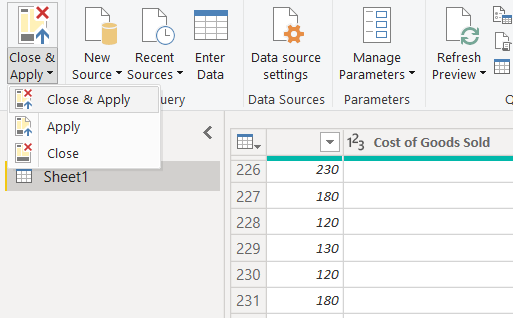 Close & Apply
New Source
Recent Sources
Enter Data
Data source settings
Manage Parameters
Refresh Preview
Close & Apply
uery
Data Sources
Parameters
Q
Apply
Close
Sheet1
1²3 Cost of Goods Sold
226 230
227 180
228 120
229 130
230 120
231 180